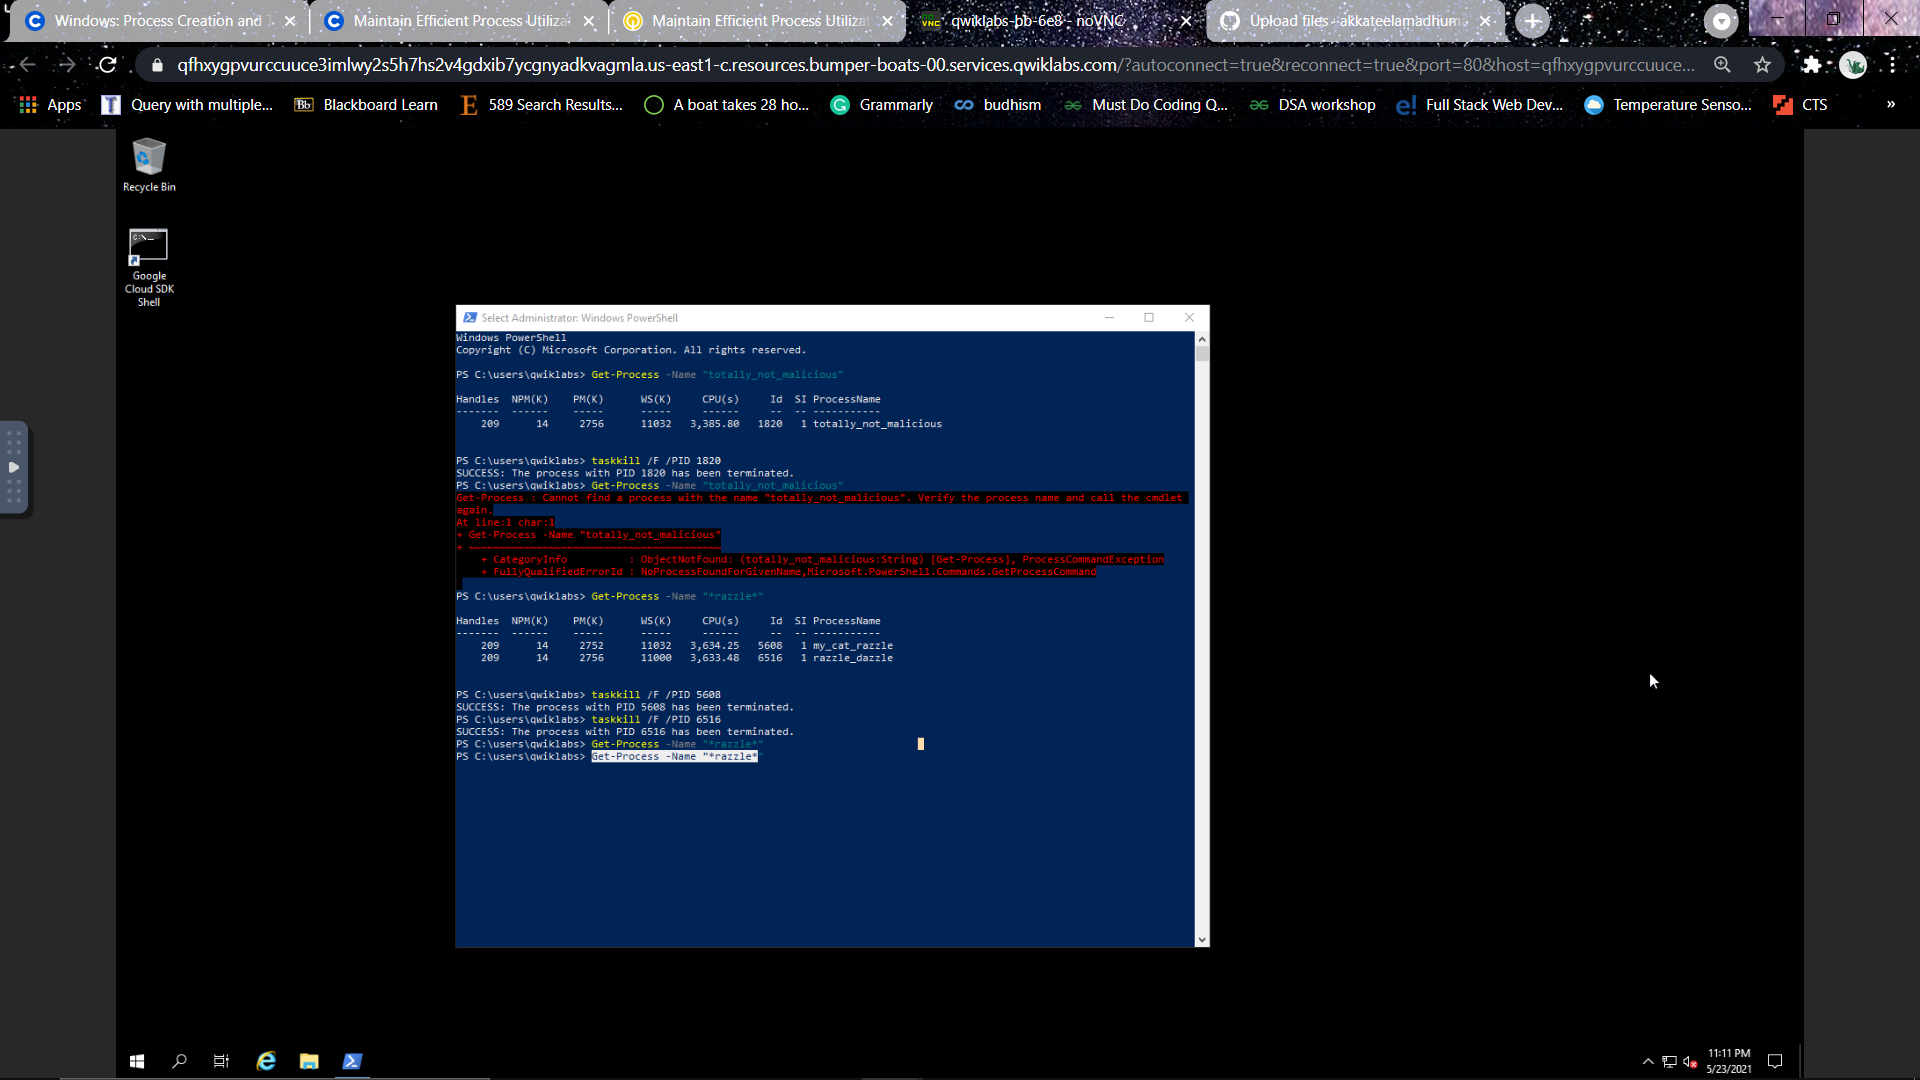 Windows: Process Creation and T
Maintain Efficient Process Utiliza
Maintain Efficient Process Utilizat
qwiklabs-pb-6e8 - noVNC
Upload files · akkateelamadhum
qfhxygpvurccuuce3imlwy2s5h7hs2v4gdxib7ycgnyadkvagmla.us-east1-c.resources.bumper-boats-00.services.qwiklabs.com/?autoconnect=true&reconnect=true&port=80&host=qfhxygpvurccuuce...
Apps
Query with multiple...
Blackboard Learn
589 Search Results...
A boat takes 28 ho...
Grammarly
budhism
Must Do Coding Q...
DSA workshop
Full Stack Web Dev...
Temperature Senso...
CTS
»
Recycle Bin
Google
Cloud SDK
Shell
Select Administrator: Windows PowerShell
Windows PowerShell
Copyright (C) Microsoft Corporation. All rights reserved.
PS C:\users\qwiklabs> Get-Process -Name "totally_not_malicious"
Handles  NPM(K)    PM(K)      WS(K)     CPU(s)     Id  SI ProcessName
-------  ------    -----      -----     ------     --  -- -----------
    209      14     2756      11032   3,385.80   1820   1 totally_not_malicious
PS C:\users\qwiklabs> taskkill /F /PID 1820
SUCCESS: The process with PID 1820 has been terminated.
PS C:\users\qwiklabs> Get-Process -Name "totally_not_malicious"
Get-Process : Cannot find a process with the name "totally_not_malicious". Verify the process name and call the cmdlet
again.
At line:1 char:1
+ Get-Process -Name "totally_not_malicious"
+ ~~~~~~~~~~~~~~~~~~~~~~~~~~~~~~~~~~~~~~~~~
    + CategoryInfo          : ObjectNotFound: (totally_not_malicious:String) [Get-Process], ProcessCommandException
    + FullyQualifiedErrorId : NoProcessFoundForGivenName,Microsoft.PowerShell.Commands.GetProcessCommand
PS C:\users\qwiklabs> Get-Process -Name "*razzle*"
Handles  NPM(K)    PM(K)      WS(K)     CPU(s)     Id  SI ProcessName
-------  ------    -----      -----     ------     --  -- -----------
    209      14     2752      11032   3,634.25   5608   1 my_cat_razzle
    209      14     2756      11000   3,633.48   6516   1 razzle_dazzle
PS C:\users\qwiklabs> taskkill /F /PID 5608
SUCCESS: The process with PID 5608 has been terminated.
PS C:\users\qwiklabs> taskkill /F /PID 6516
SUCCESS: The process with PID 6516 has been terminated.
PS C:\users\qwiklabs> Get-Process -Name "*razzle*"
PS C:\users\qwiklabs> Get-Process -Name "*razzle*"
11:11 PM
5/23/2021